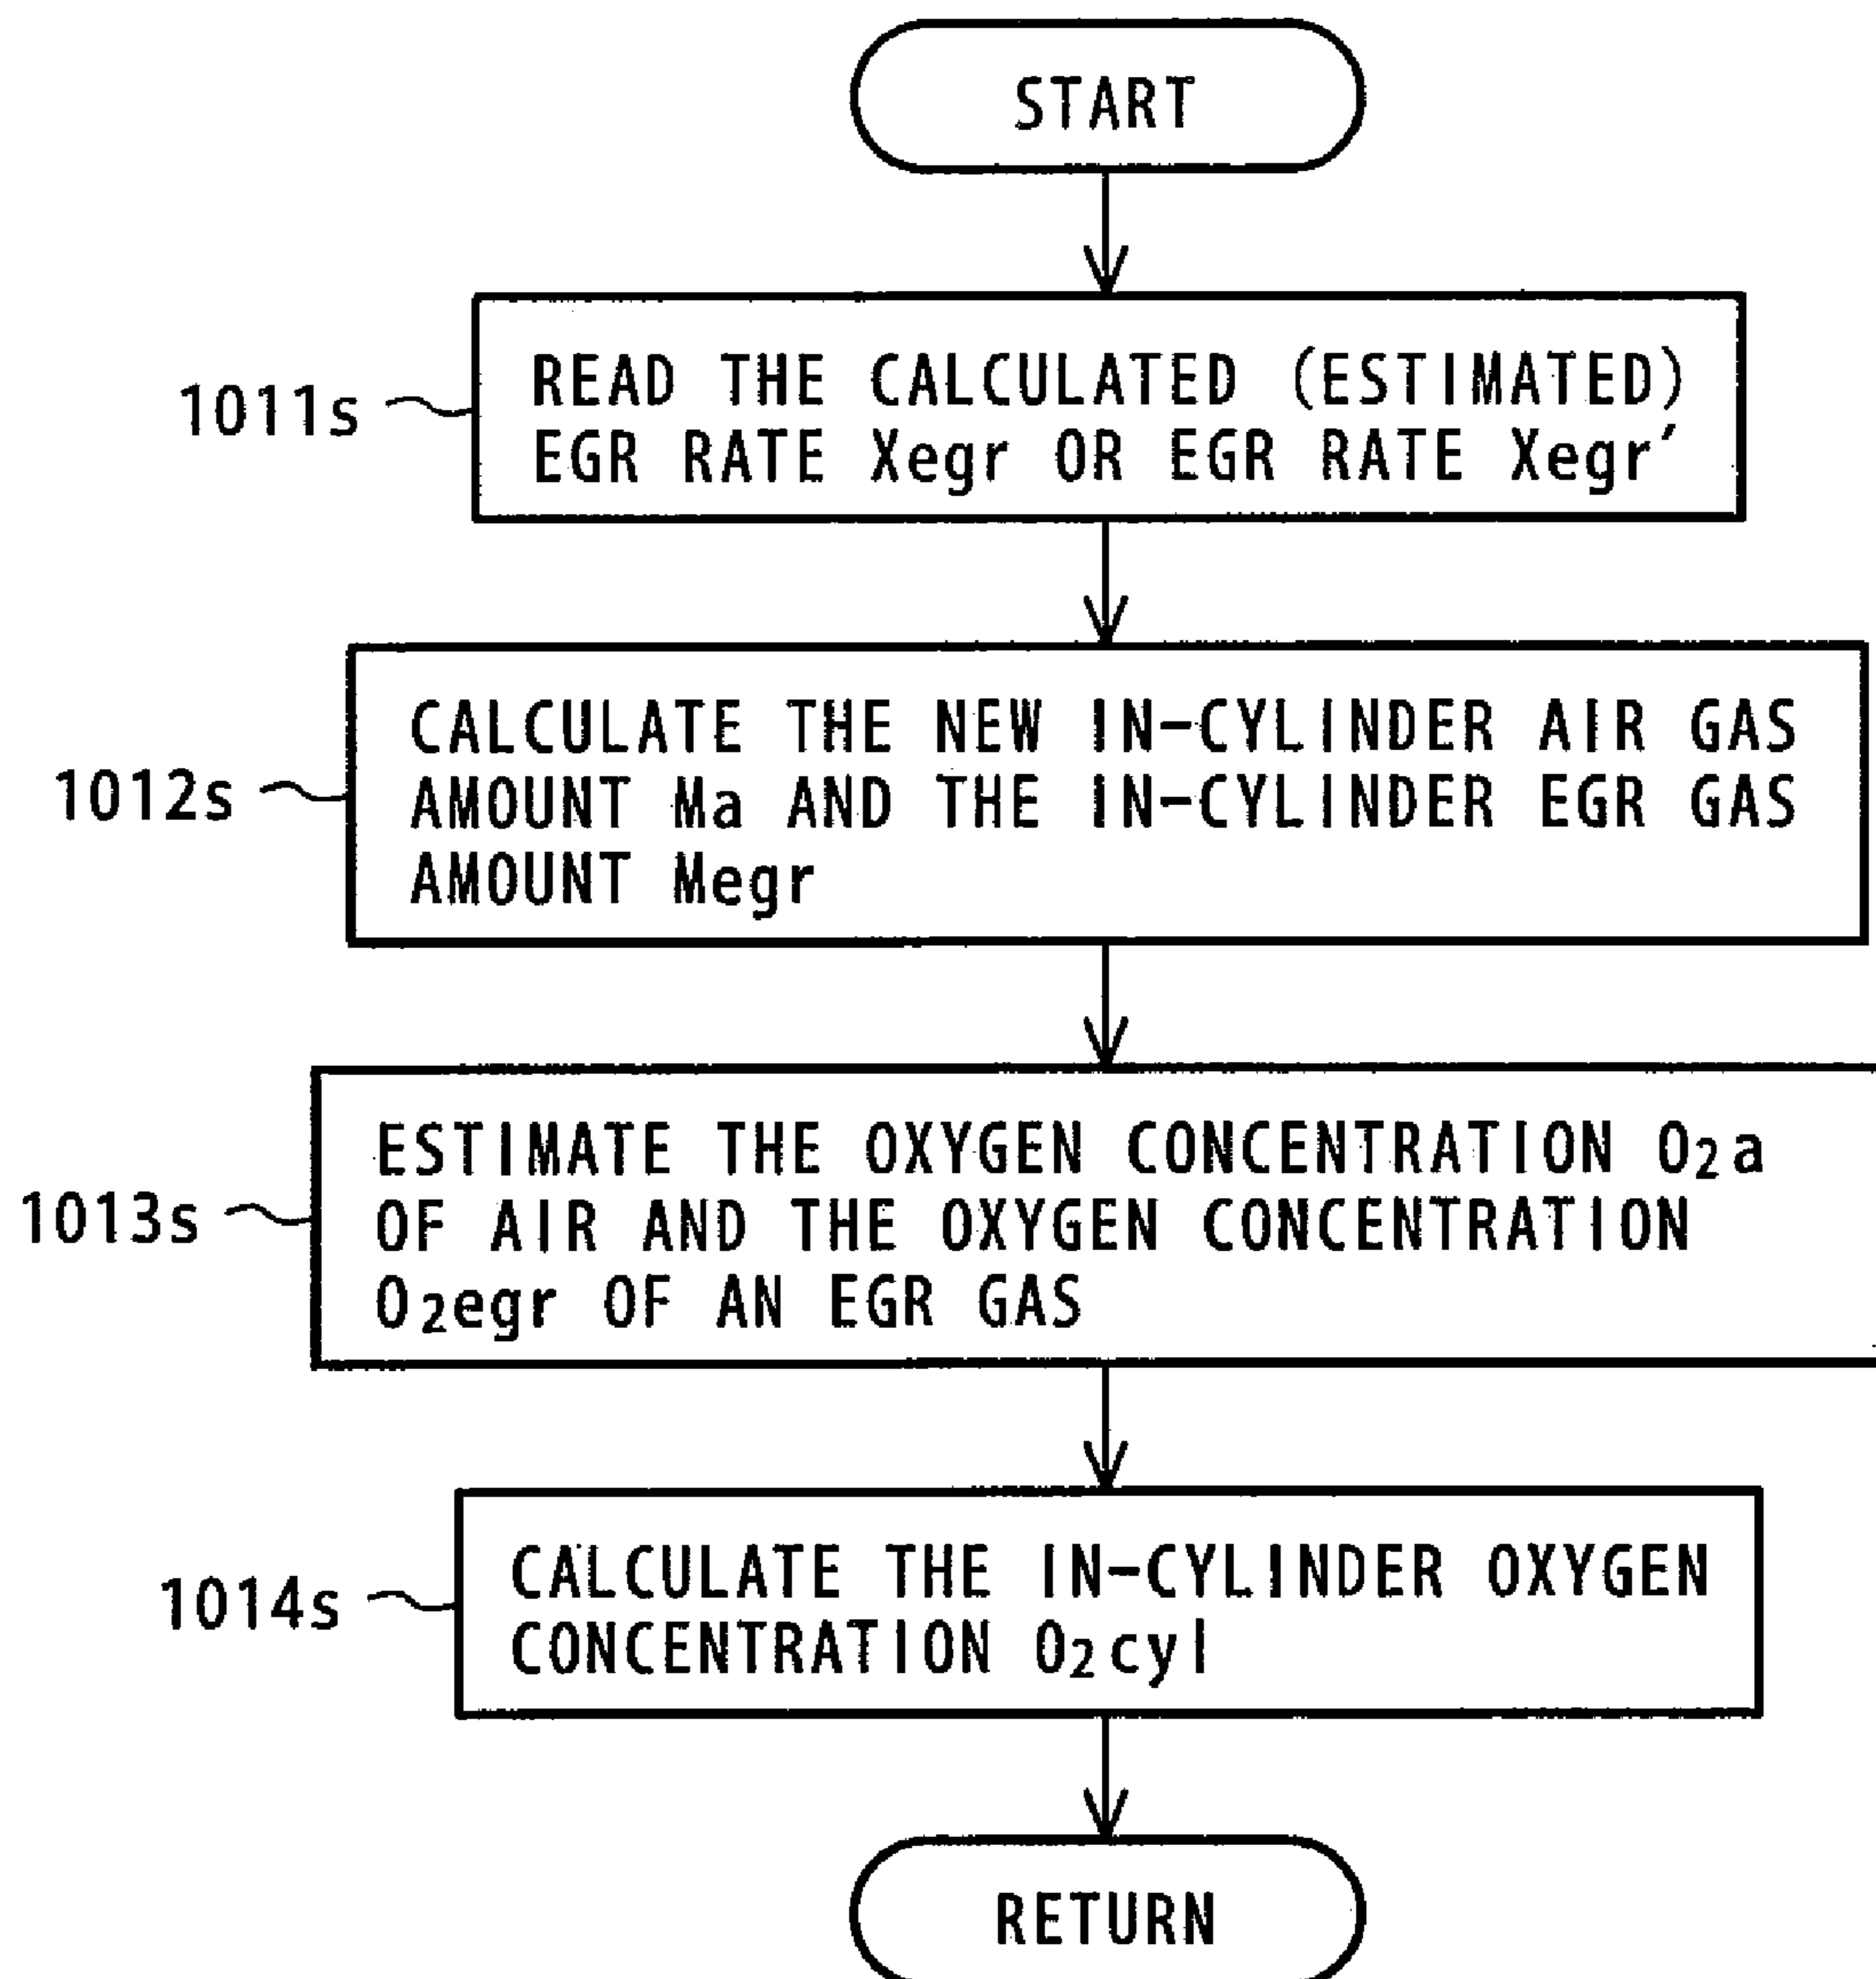 START
1011s
READ THE CALCULATED (ESTIMATED)
EGR RATE Xegr OR EGR RATE Xegr′
1012s
CALCULATE THE NEW IN-CYLINDER AIR GAS
AMOUNT Ma AND THE IN-CYLINDER EGR GAS
AMOUNT Megr
1013s
ESTIMATE THE OXYGEN CONCENTRATION O₂a
OF AIR AND THE OXYGEN CONCENTRATION
O₂egr OF AN EGR GAS
1014s
CALCULATE THE IN-CYLINDER OXYGEN
CONCENTRATION O₂cyl
RETURN